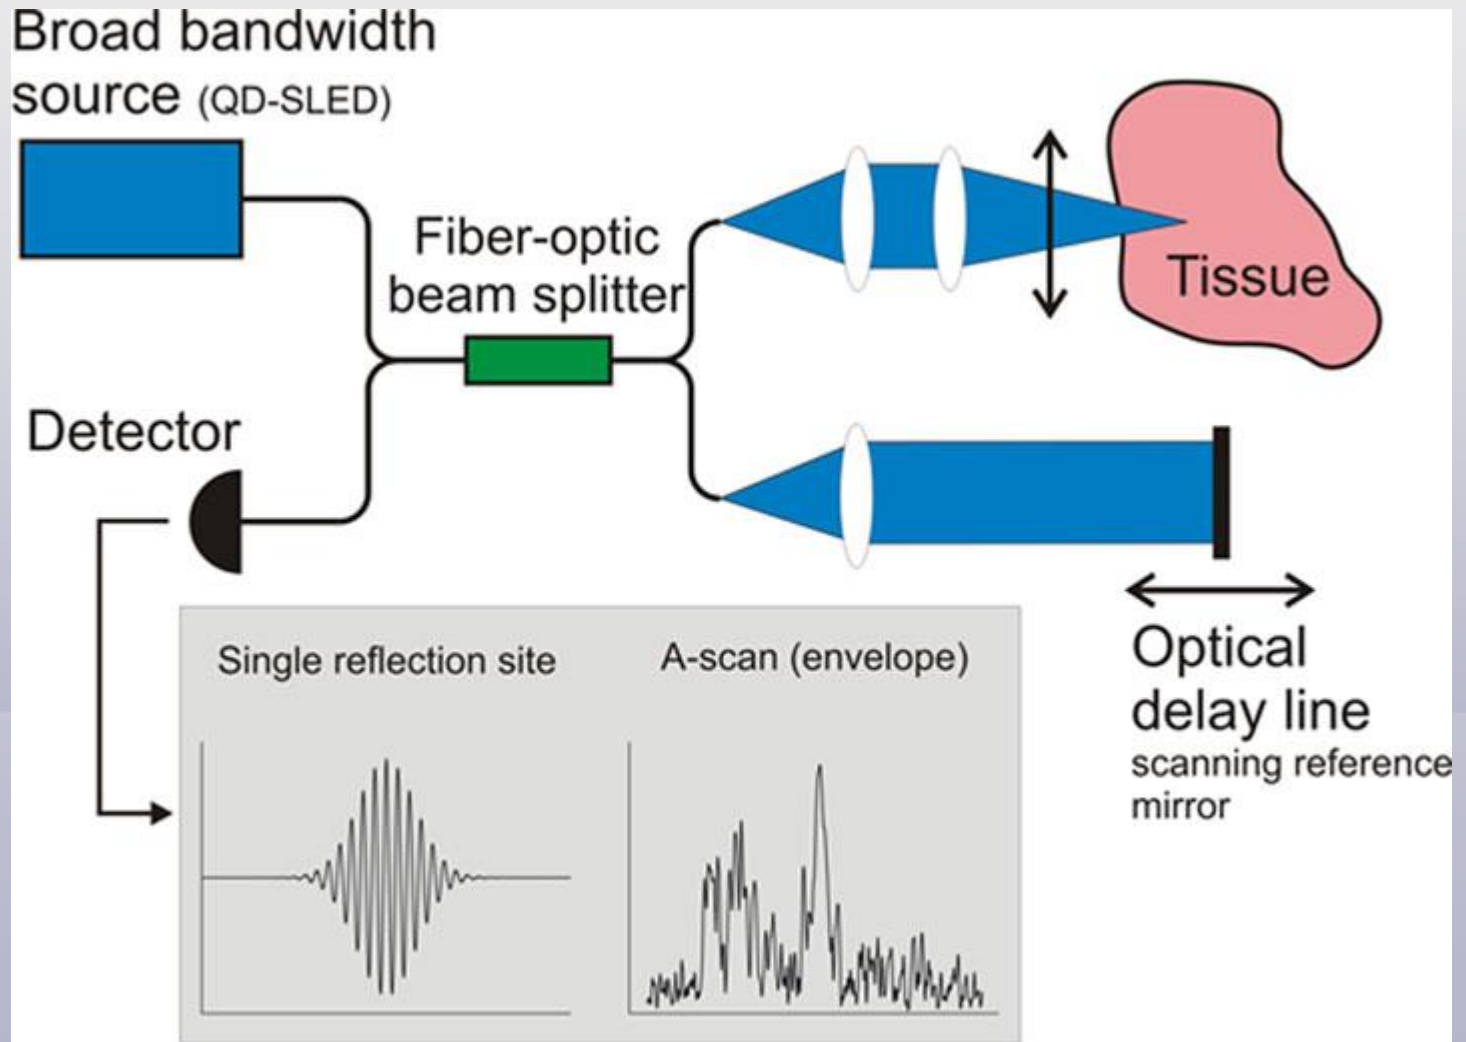 Broad bandwidth
source (QD-SLED)
Fiber-optic
beam splitter
Tissue
Detector
Single reflection site
A-scan (envelope)
Optical
delay line
scanning reference
mirror